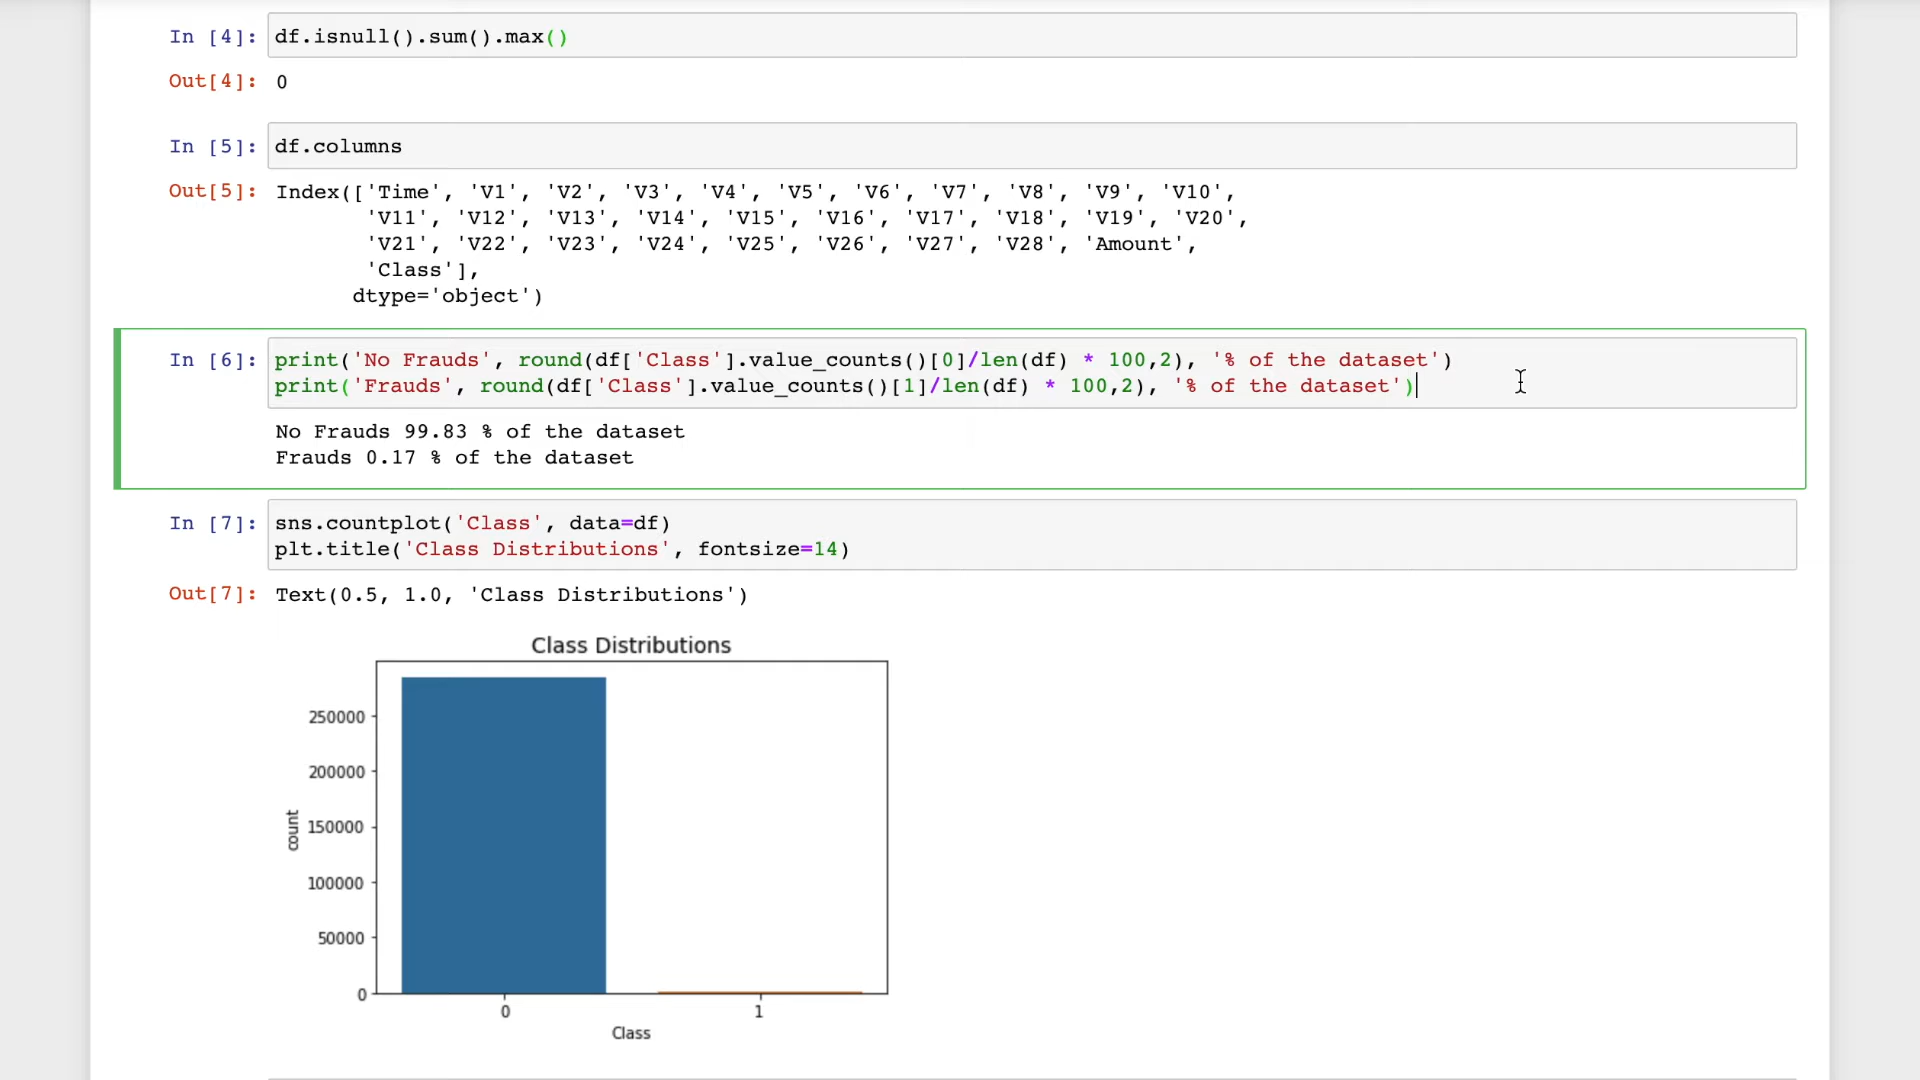 In [4]: df.isnull().sum().max()
Out[4]: 0
In [5]: df.columns
Out[5]: Index(['Time', 'V1', 'V2', 'V3', 'V4', 'V5', 'V6', 'V7', 'V8', 'V9', 'V10',
'V11', 'V12', 'V13', 'V14', 'V15', 'V16', 'V17', 'V18', 'V19', 'V20',
'V21', 'V22', 'V23', 'V24', 'V25', 'V26', 'V27', 'V28', 'Amount',
'Class'],
dtype='object')
In [6]: print('No Frauds', round(df['Class'].value_counts()[0]/len(df) * 100,2), '% of the dataset')
print('Frauds', round(df['Class'].value_counts()[1]/len(df) * 100,2), '% of the dataset')
No Frauds 99.83 % of the dataset
Frauds 0.17 % of the dataset
In [7]: sns.countplot('Class', data=df)
plt.title('Class Distributions', fontsize=14)
Out[7]: Text(0.5, 1.0, 'Class Distributions')
Class Distributions
250000
200000
150000
100000
50000
0
count
0 1
Class